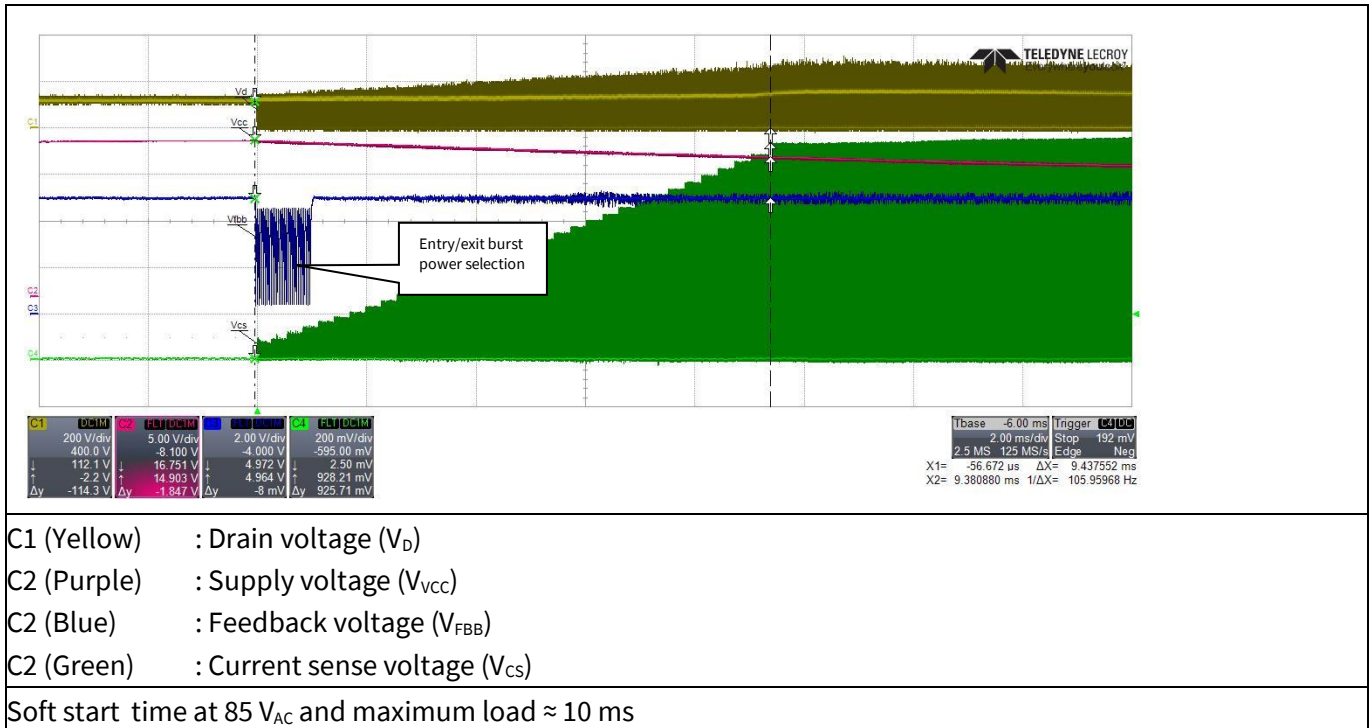 TELEDYNE LECROY
Vd
C1
Vcc
Vfbb
Entry/exit burst
power selection
C2
C3
Vcs
C4
C1 DC1M C2 FLT DC1M FLT DC1M C4 FLT DC1M
200 V/div 5.00 V/div 2.00 V/div 200 mV/div
400.0 V -8.100 V -4.000 V -595.00 mV
↓ 112.1 V ↓ 16.751 V ↓ 4.972 V ↓ 2.50 mV
↑ -2.2 V ↑ 14.903 V ↑ 4.964 V ↑ 928.21 mV
Δy -114.3 V Δy -1.847 V Δy -8 mV Δy 925.71 mV
Tbase -6.00 ms Trigger C4 DC
2.00 ms/div Stop 192 mV
2.5 MS 125 MS/s Edge Neg
X1= -56.672 µs ΔX= 9.437552 ms
X2= 9.380880 ms 1/ΔX= 105.95968 Hz
C1 (Yellow) : Drain voltage (VD)
C2 (Purple) : Supply voltage (VVCC)
C2 (Blue) : Feedback voltage (VFBB)
C2 (Green) : Current sense voltage (VCS)
Soft start time at 85 VAC and maximum load ≈ 10 ms